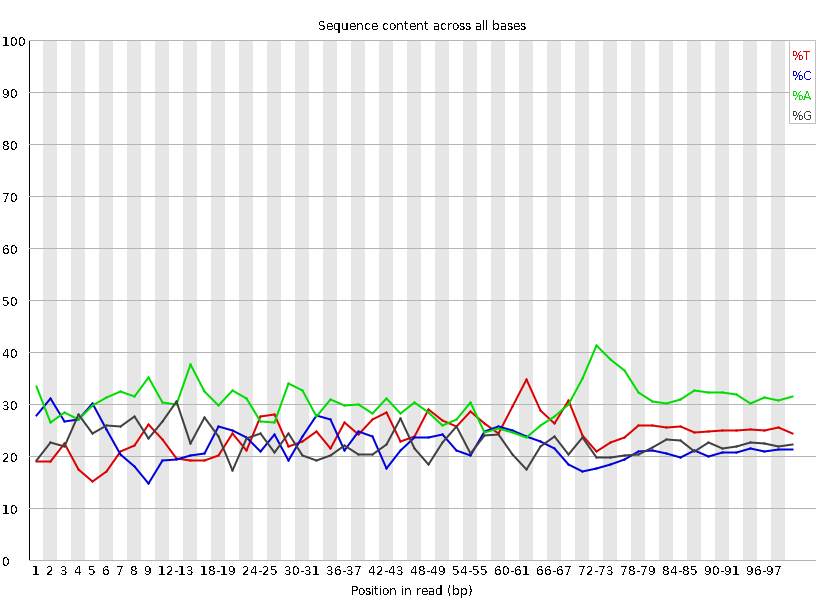 Sequence content across all bases
100
90
80
70
60
50
40
30
20
10
0
%T
%C
%A
%G
1 2 3 4 5 6 7 8 9 12-13 18-19 24-25 30-31 36-37 42-43 48-49 54-55 60-61 66-67 72-73 78-79 84-85 90-91 96-97
Position in read (bp)